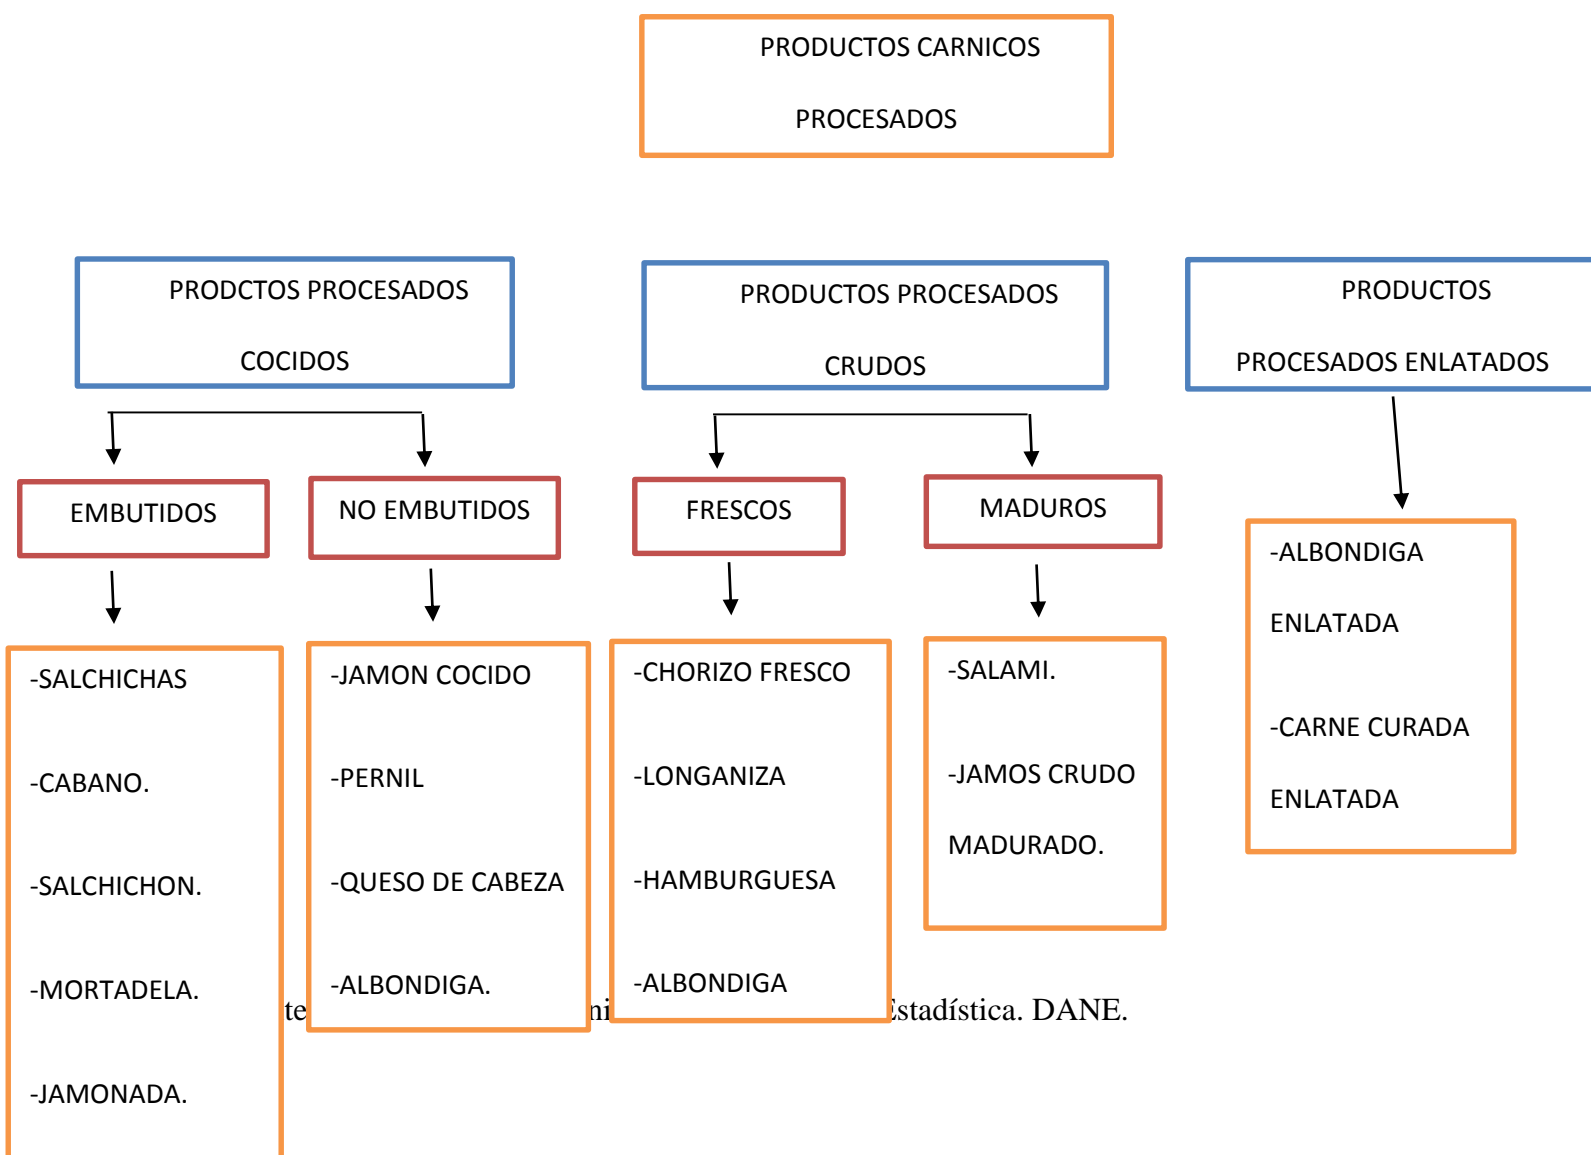 PRODUCTOS CARNICOS
PROCESADOS
PRODCTOS PROCESADOS
COCIDOS
PRODUCTOS PROCESADOS
CRUDOS
PRODUCTOS
PROCESADOS ENLATADOS
EMBUTIDOS
NO EMBUTIDOS
FRESCOS
MADUROS
-SALCHICHAS
-CABANO.
-SALCHICHON.
-MORTADELA.
-JAMONADA.
-JAMON COCIDO
-PERNIL
-QUESO DE CABEZA
-ALBONDIGA.
-CHORIZO FRESCO
-LONGANIZA
-HAMBURGUESA
-ALBONDIGA
-SALAMI.
-JAMOS CRUDO
MADURADO.
-ALBONDIGA
ENLATADA
-CARNE CURADA
ENLATADA
Estadística. DANE.